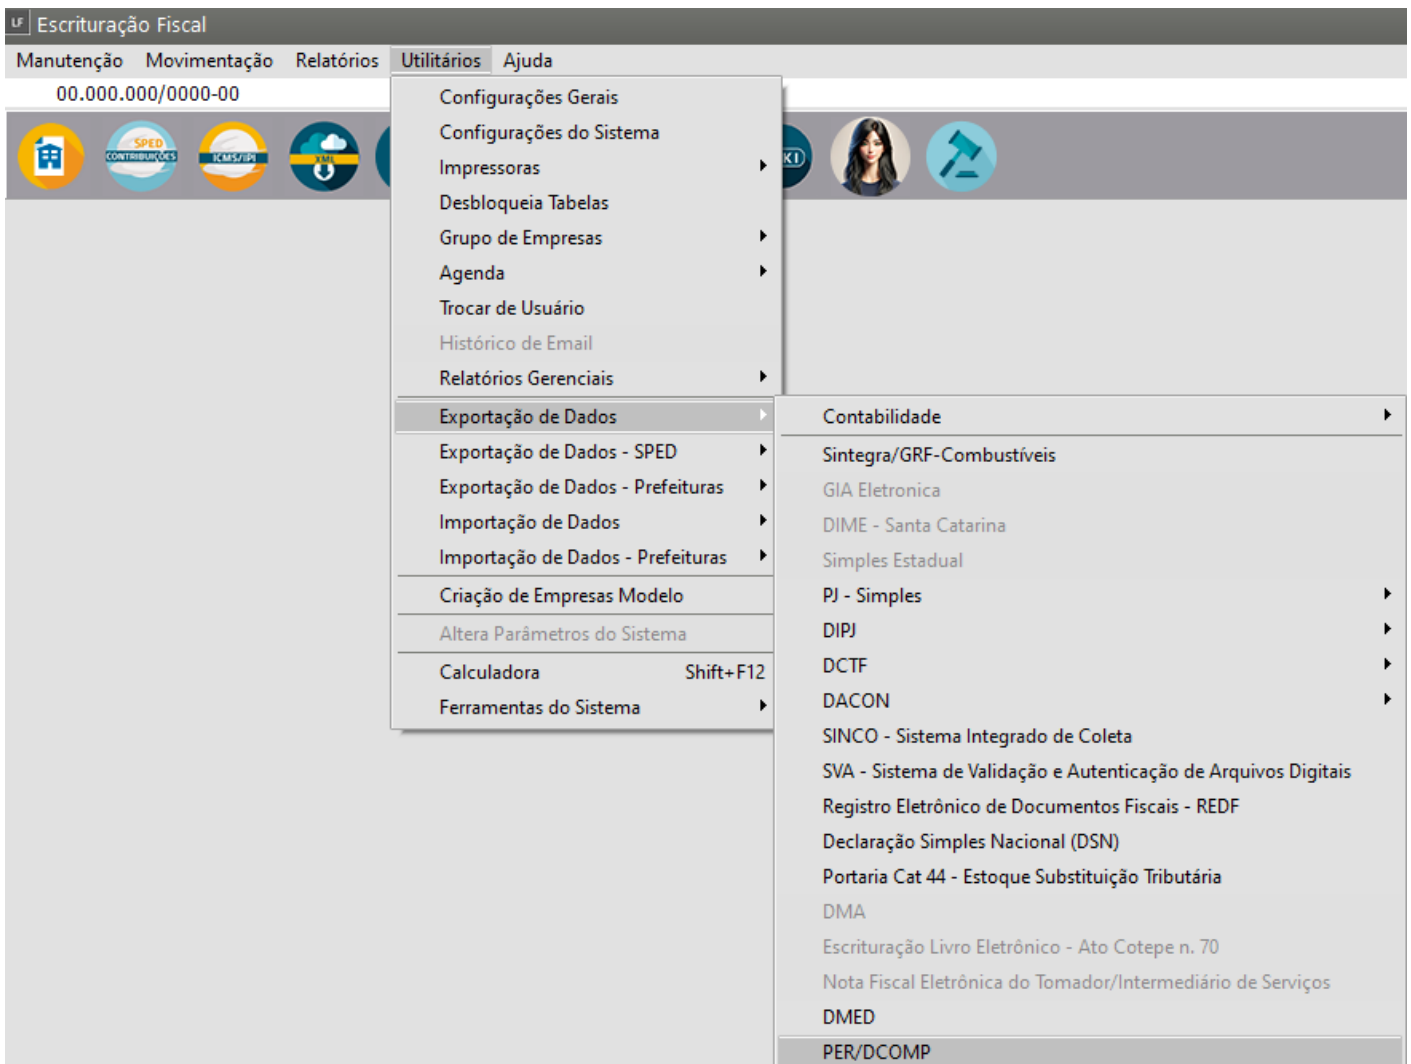 LF Escrituração Fiscal
Manutenção Movimentação Relatórios Utilitários Ajuda
00.000.000/0000-00
SPED
CONTRIBUIÇÕES
ICMS/IPI
XML
KI)
Configurações Gerais
Configurações do Sistema
Impressoras
Desbloqueia Tabelas
Grupo de Empresas
Agenda
Trocar de Usuário
Histórico de Email
Relatórios Gerenciais
Exportação de Dados
Exportação de Dados - SPED
Exportação de Dados - Prefeituras
Importação de Dados
Importação de Dados - Prefeituras
Criação de Empresas Modelo
Altera Parâmetros do Sistema
Calculadora Shift+F12
Ferramentas do Sistema
Contabilidade
Sintegra/GRF-Combustíveis
GIA Eletronica
DIME - Santa Catarina
Simples Estadual
PJ - Simples
DIPJ
DCTF
DACON
SINCO - Sistema Integrado de Coleta
SVA - Sistema de Validação e Autenticação de Arquivos Digitais
Registro Eletrônico de Documentos Fiscais - REDF
Declaração Simples Nacional (DSN)
Portaria Cat 44 - Estoque Substituição Tributária
DMA
Escrituração Livro Eletrônico - Ato Cotepe n. 70
Nota Fiscal Eletrônica do Tomador/Intermediário de Serviços
DMED
PER/DCOMP